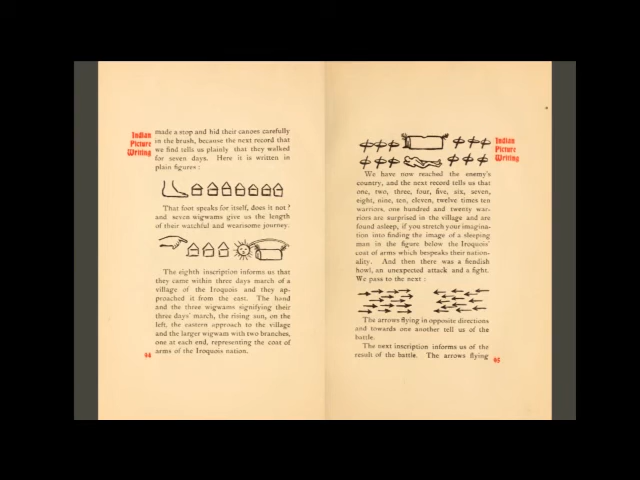 Indian
Picture
Writing
made a stop and hid their canoes carefully
in the brush, because the next record that
we find tells us plainly that they walked
for seven days. Here it is written in
plain figures:
That foot speaks for itself, does it not?
and seven wigwams give us the length
of their watchful and wearisome journey.
The eighth inscription informs us that
they came within three days march of a
village of the Iroquois and they ap-
proached it from the east. The hand
and the three wigwams signifying their
three days' march, the rising sun, on the
left, the eastern approach to the village
and the larger wigwam with two branches,
one at each end, representing the coat of
arms of the Iroquois nation.
94
Indian
Picture
Writing
We have now reached the enemy's
country, and the next record tells us that
one, two, three, four, five, six, seven,
eight, nine, ten, eleven, twelve times ten
warriors, one hundred and twenty war-
riors are surprised in the village and are
found asleep, if you stretch your imagina-
tion into finding the image of a sleeping
man in the figure below the Iroquois'
coat of arms which bespeaks their nation-
ality. And then there was a fiendish
howl, an unexpected attack and a fight.
We pass to the next:
The arrows flying in opposite directions
and towards one another tell us of the
battle.
The next inscription informs us of the
result of the battle. The arrows flying
95